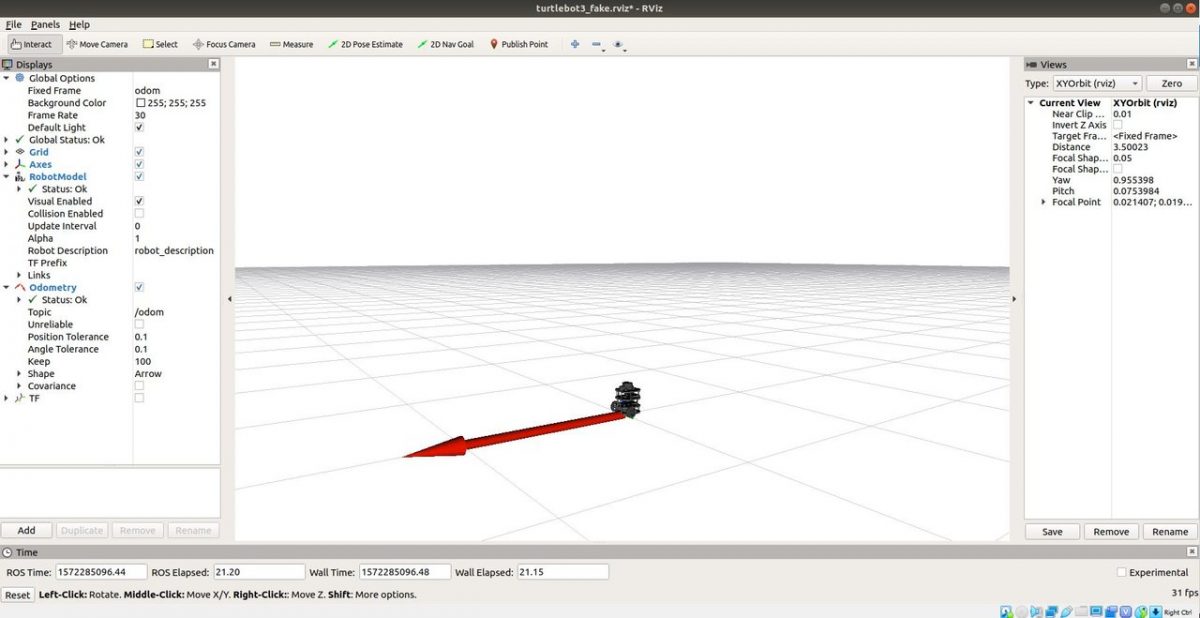 turtlebot3_fake.rviz* - RViz
File Panels Help
Interact Move Camera Select Focus Camera Measure 2D Pose Estimate 2D Nav Goal Publish Point
Displays
Global Options
Fixed Frame odom
Background Color 255; 255; 255
Frame Rate 30
Default Light
Global Status: Ok
Grid
Axes
RobotModel
Status: Ok
Visual Enabled
Collision Enabled
Update Interval 0
Alpha 1
Robot Description robot_description
TF Prefix
Links
Odometry
Status: Ok
Topic /odom
Unreliable
Position Tolerance 0.1
Angle Tolerance 0.1
Keep 100
Shape Arrow
Covariance
TF
Add Duplicate Remove Rename
Views
Type: XYOrbit (rviz) Zero
Current View XYOrbit (rviz)
Near Clip ... 0.01
Invert Z Axis
Target Fra... <Fixed Frame>
Distance 3.50023
Focal Shap... 0.05
Focal Shap...
Yaw 0.955398
Pitch 0.0753984
Focal Point 0.021407; 0.019...
Save Remove Rename
Time
ROS Time: 1572285096.44 ROS Elapsed: 21.20 Wall Time: 1572285096.48 Wall Elapsed: 21.15 Experimental
Reset Left-Click: Rotate. Middle-Click: Move X/Y. Right-Click:: Move Z. Shift: More options. 31 fps
Right Ctrl